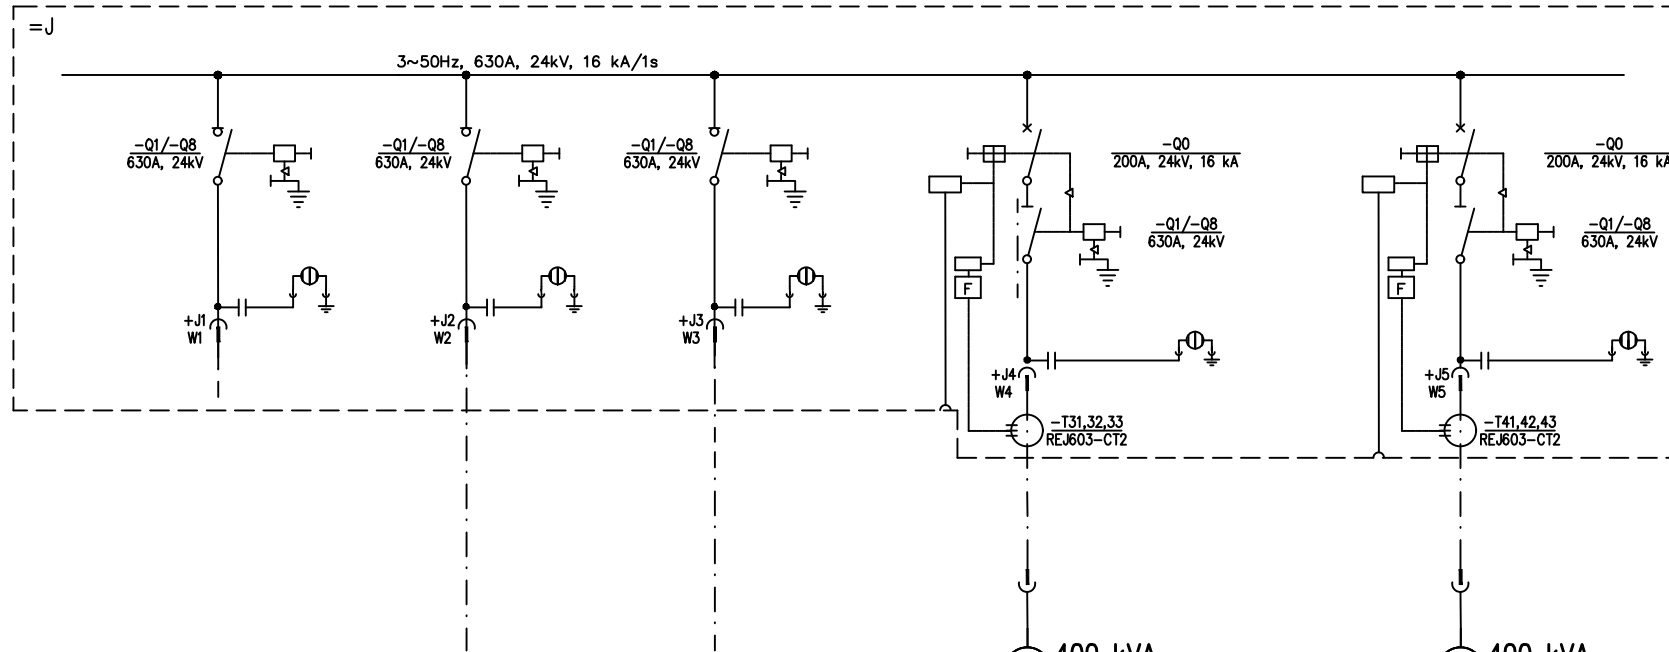 =J
3~50Hz, 630A, 24kV, 16 kA/1s
-Q1/-Q8
630A, 24kV
-Q1/-Q8
630A, 24kV
-Q1/-Q8
630A, 24kV
-Q0
200A, 24kV, 16 kA
-Q0
200A, 24kV, 16 kA
-Q1/-Q8
630A, 24kV
-Q1/-Q8
630A, 24kV
F
F
+J1
W1
+J2
W2
+J3
W3
+J4
W4
+J5
W5
-T31,32,33
REJ603-CT2
-T41,42,43
REJ603-CT2
400 kVA
400 kVA